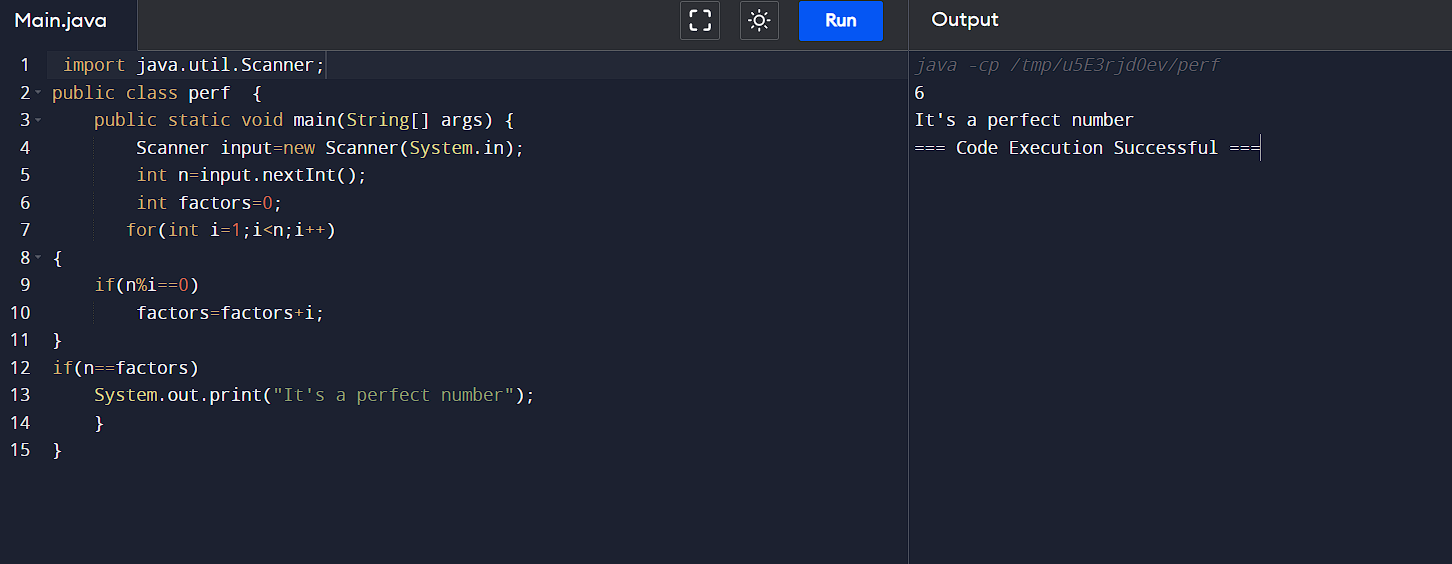 Main.java
Run
Output
1 import java.util.Scanner;
2 public class perf {
3 public static void main(String[] args) {
4 Scanner input=new Scanner(System.in);
5 int n=input.nextInt();
6 int factors=0;
7 for(int i=1;i<n;i++)
8 {
9 if(n%i==0)
10 factors=factors+i;
11 }
12 if(n==factors)
13 System.out.print("It's a perfect number");
14 }
15 }
java -cp /tmp/u5E3rjd0ev/perf
6
It's a perfect number
=== Code Execution Successful ===